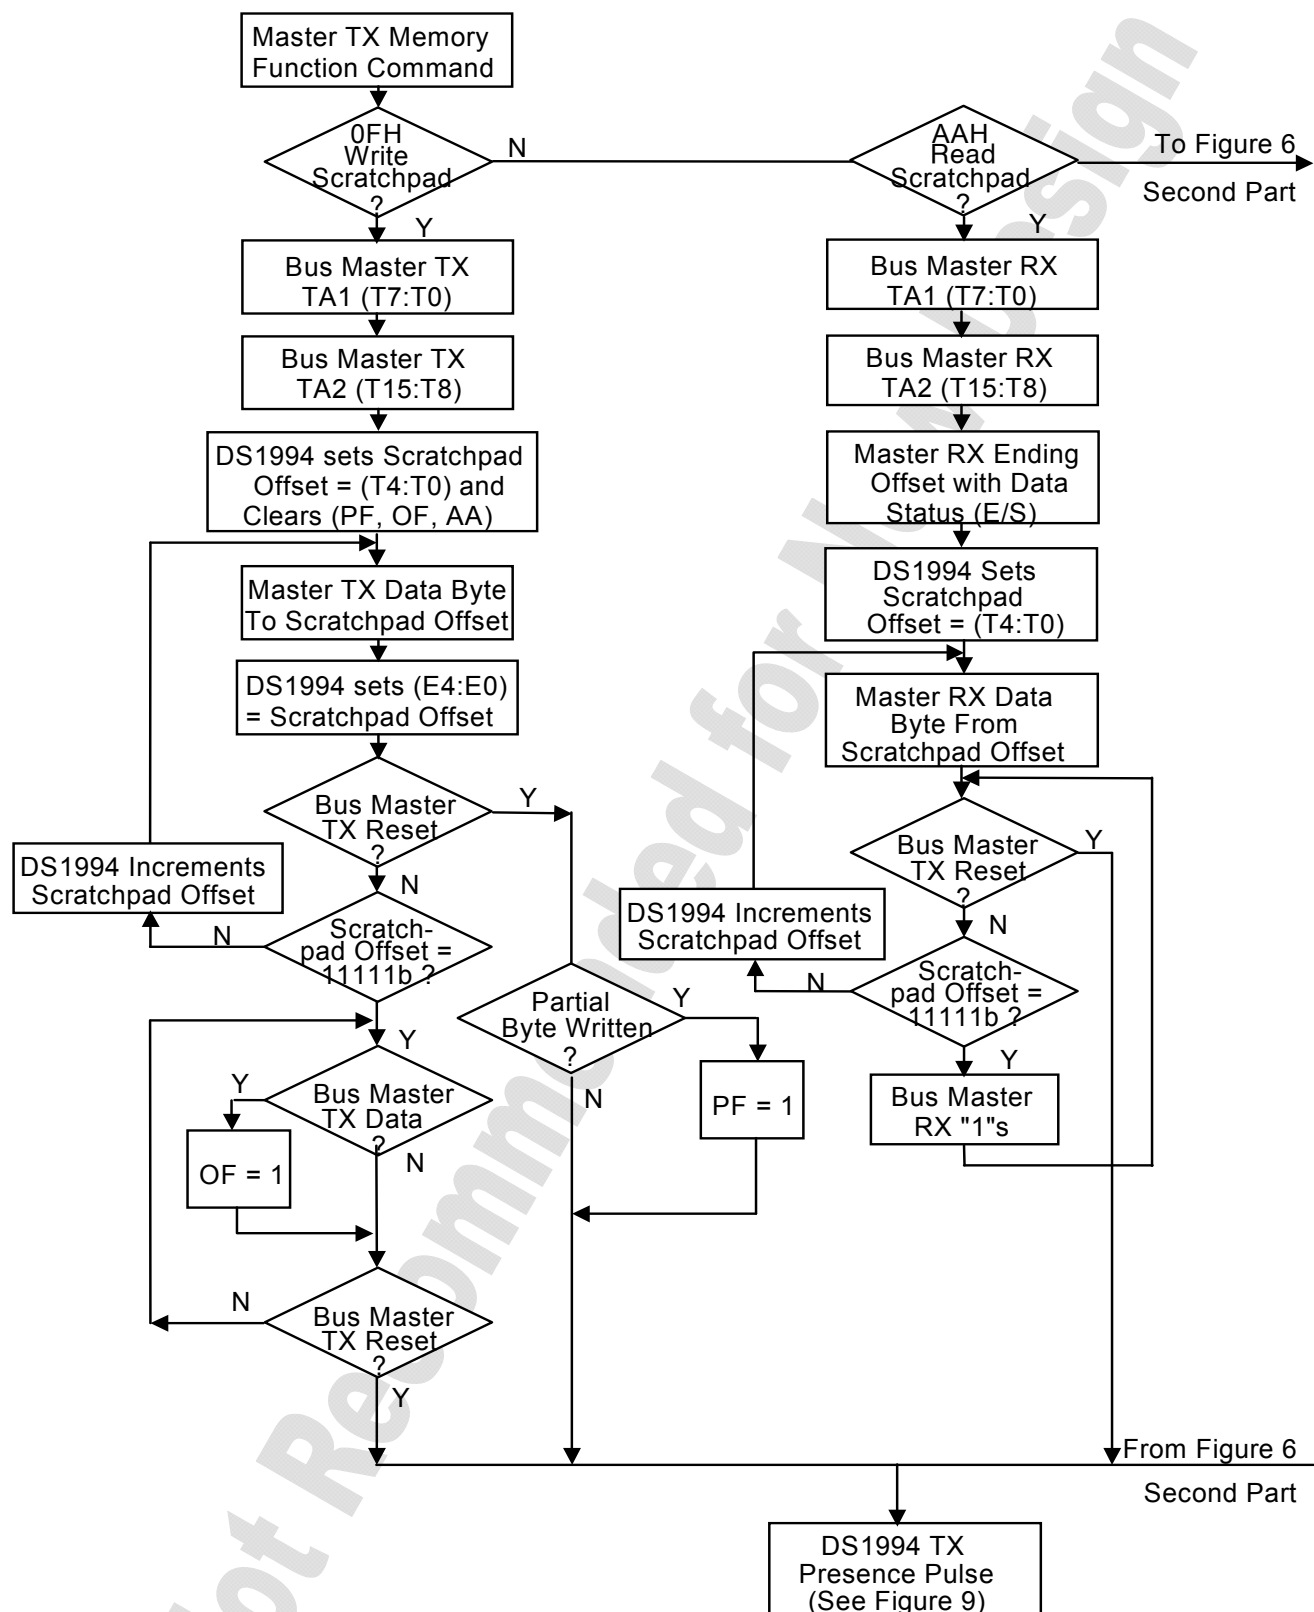 Master TX Memory
Function Command
0FH
Write
Scratchpad
?
N
Y
AAH
Read
Scratchpad
?
Y
To Figure 6
Second Part
Bus Master TX
TA1 (T7:T0)
Bus Master TX
TA2 (T15:T8)
DS1994 sets Scratchpad
Offset = (T4:T0) and
Clears (PF, OF, AA)
Master TX Data Byte
To Scratchpad Offset
DS1994 sets (E4:E0)
= Scratchpad Offset
Bus Master
TX Reset
?
Y
N
DS1994 Increments
Scratchpad Offset
N
Scratch-
pad Offset =
11111b ?
Y
Partial
Byte Written
?
Y
N
PF = 1
Y
Bus Master
TX Data
?
N
OF = 1
N
Bus Master
TX Reset
?
Y
Bus Master RX
TA1 (T7:T0)
Bus Master RX
TA2 (T15:T8)
Master RX Ending
Offset with Data
Status (E/S)
DS1994 Sets
Scratchpad
Offset = (T4:T0)
Master RX Data
Byte From
Scratchpad Offset
Bus Master
TX Reset
?
Y
N
DS1994 Increments
Scratchpad Offset
N
Scratch-
pad Offset =
11111b ?
Y
Bus Master
RX "1"s
From Figure 6
Second Part
DS1994 TX
Presence Pulse
(See Figure 9)
Not Recommended for New Design